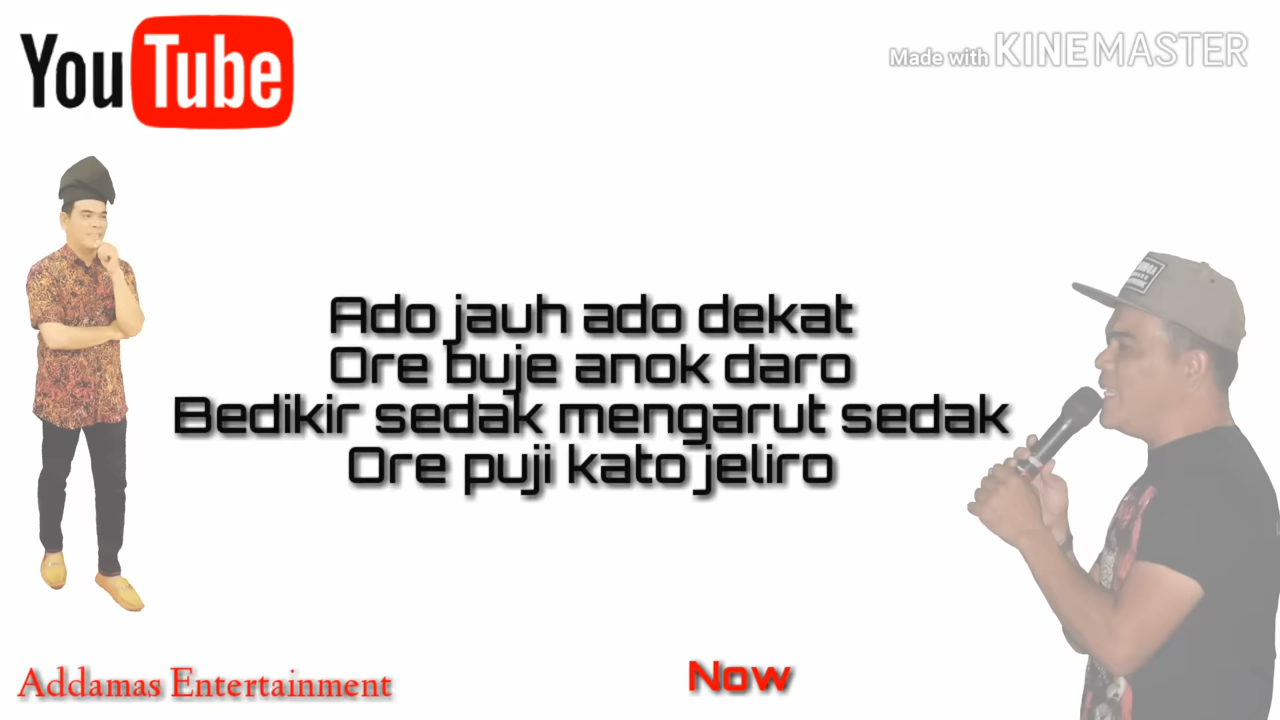 YouTube
Made with KINEMASTER
Ado jauh ado dekat
Ore buje anok daro
Bedikir sedak mengarut sedak
Ore puji kato jeliro
Addamas Entertainment
Now